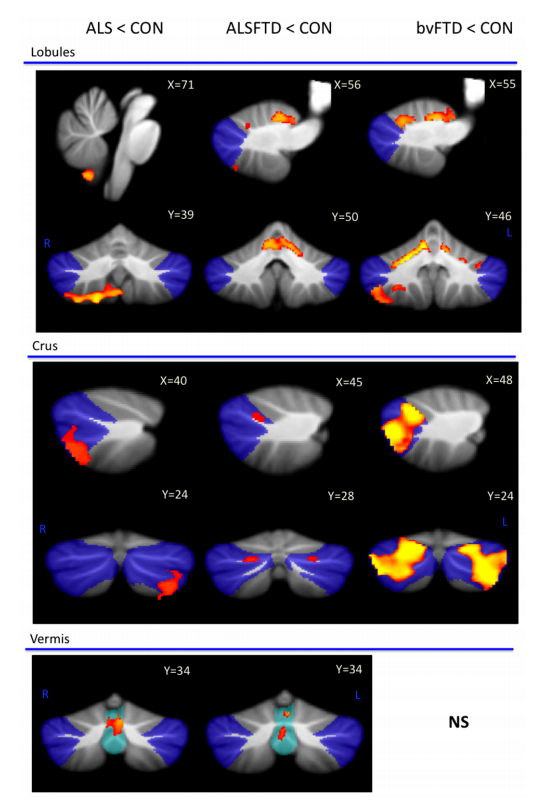 ALS < CON ALSFTD < CON bvFTD < CON
Lobules
X=71 X=56 X=55
Y=39 Y=50 Y=46
R L
Crus
X=40 X=45 X=48
Y=24 Y=28 Y=24
R L
Vermis
Y=34 Y=34
R L
NS